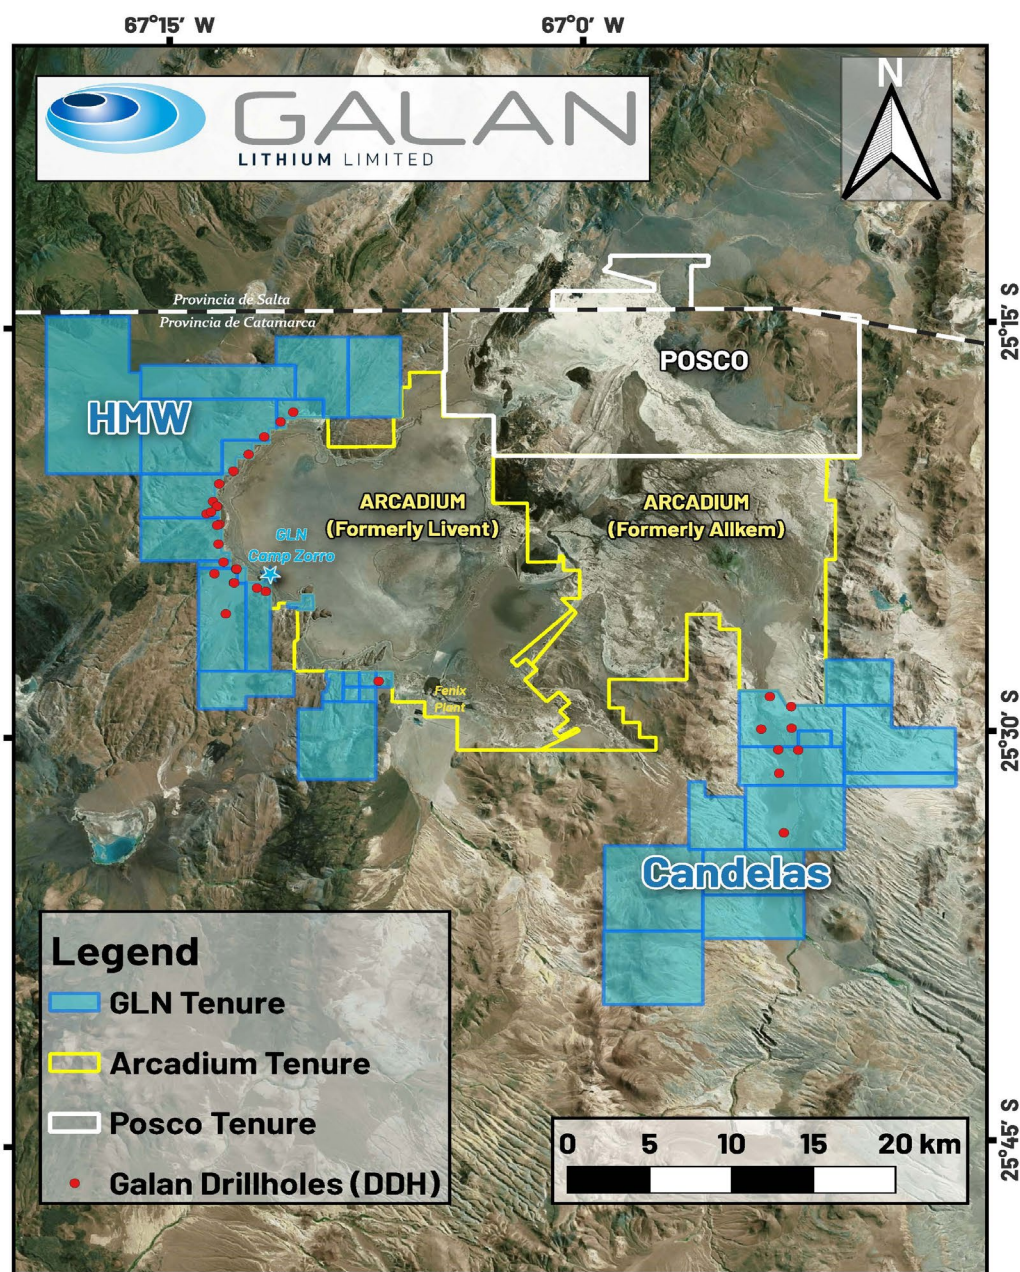 67°15' W
67°0' W
GALAN
LITHIUM LIMITED
N
Provincia de Salta
Provincia de Catamarca
25°15' S
POSCO
HMW
ARCADIUM
(Formerly Livent)
ARCADIUM
(Formerly Allkem)
GLN
Camp Zorro
Fenix
Plant
25°30' S
Candelas
Legend
GLN Tenure
Arcadium Tenure
Posco Tenure
Galan Drillholes (DDH)
0 5 10 15 20 km
25°45' S